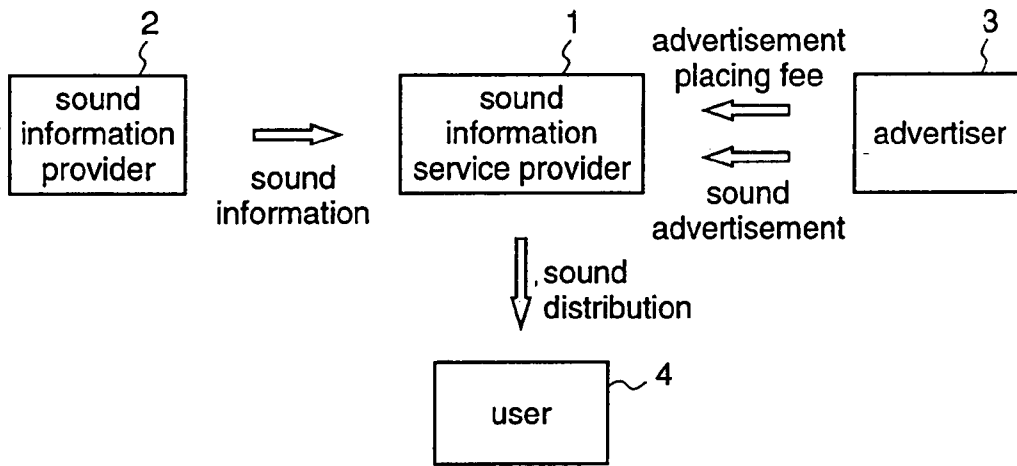 2
sound
information
provider
sound
information
1
sound
information
service provider
advertisement
placing fee
sound
advertisement
3
advertiser
sound
distribution
4
user